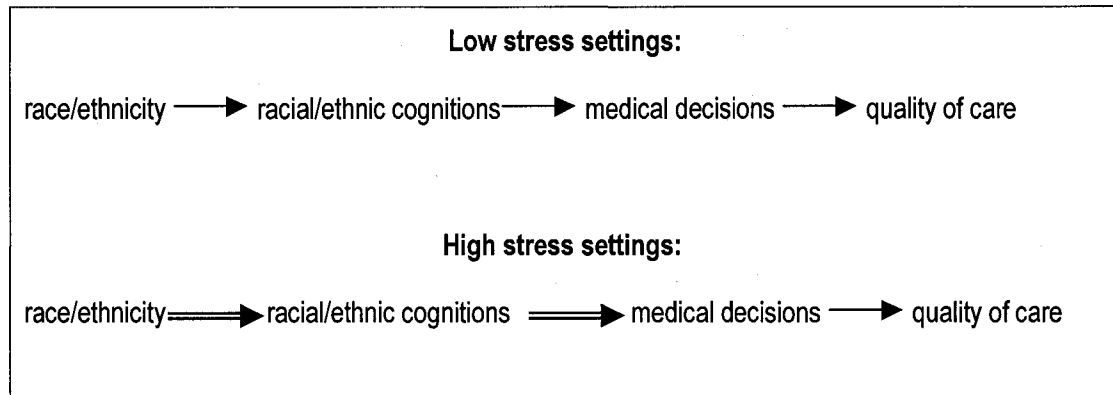 Low stress settings:
race/ethnicity racial/ethnic cognitions medical decisions quality of care
High stress settings:
race/ethnicity racial/ethnic cognitions medical decisions quality of care